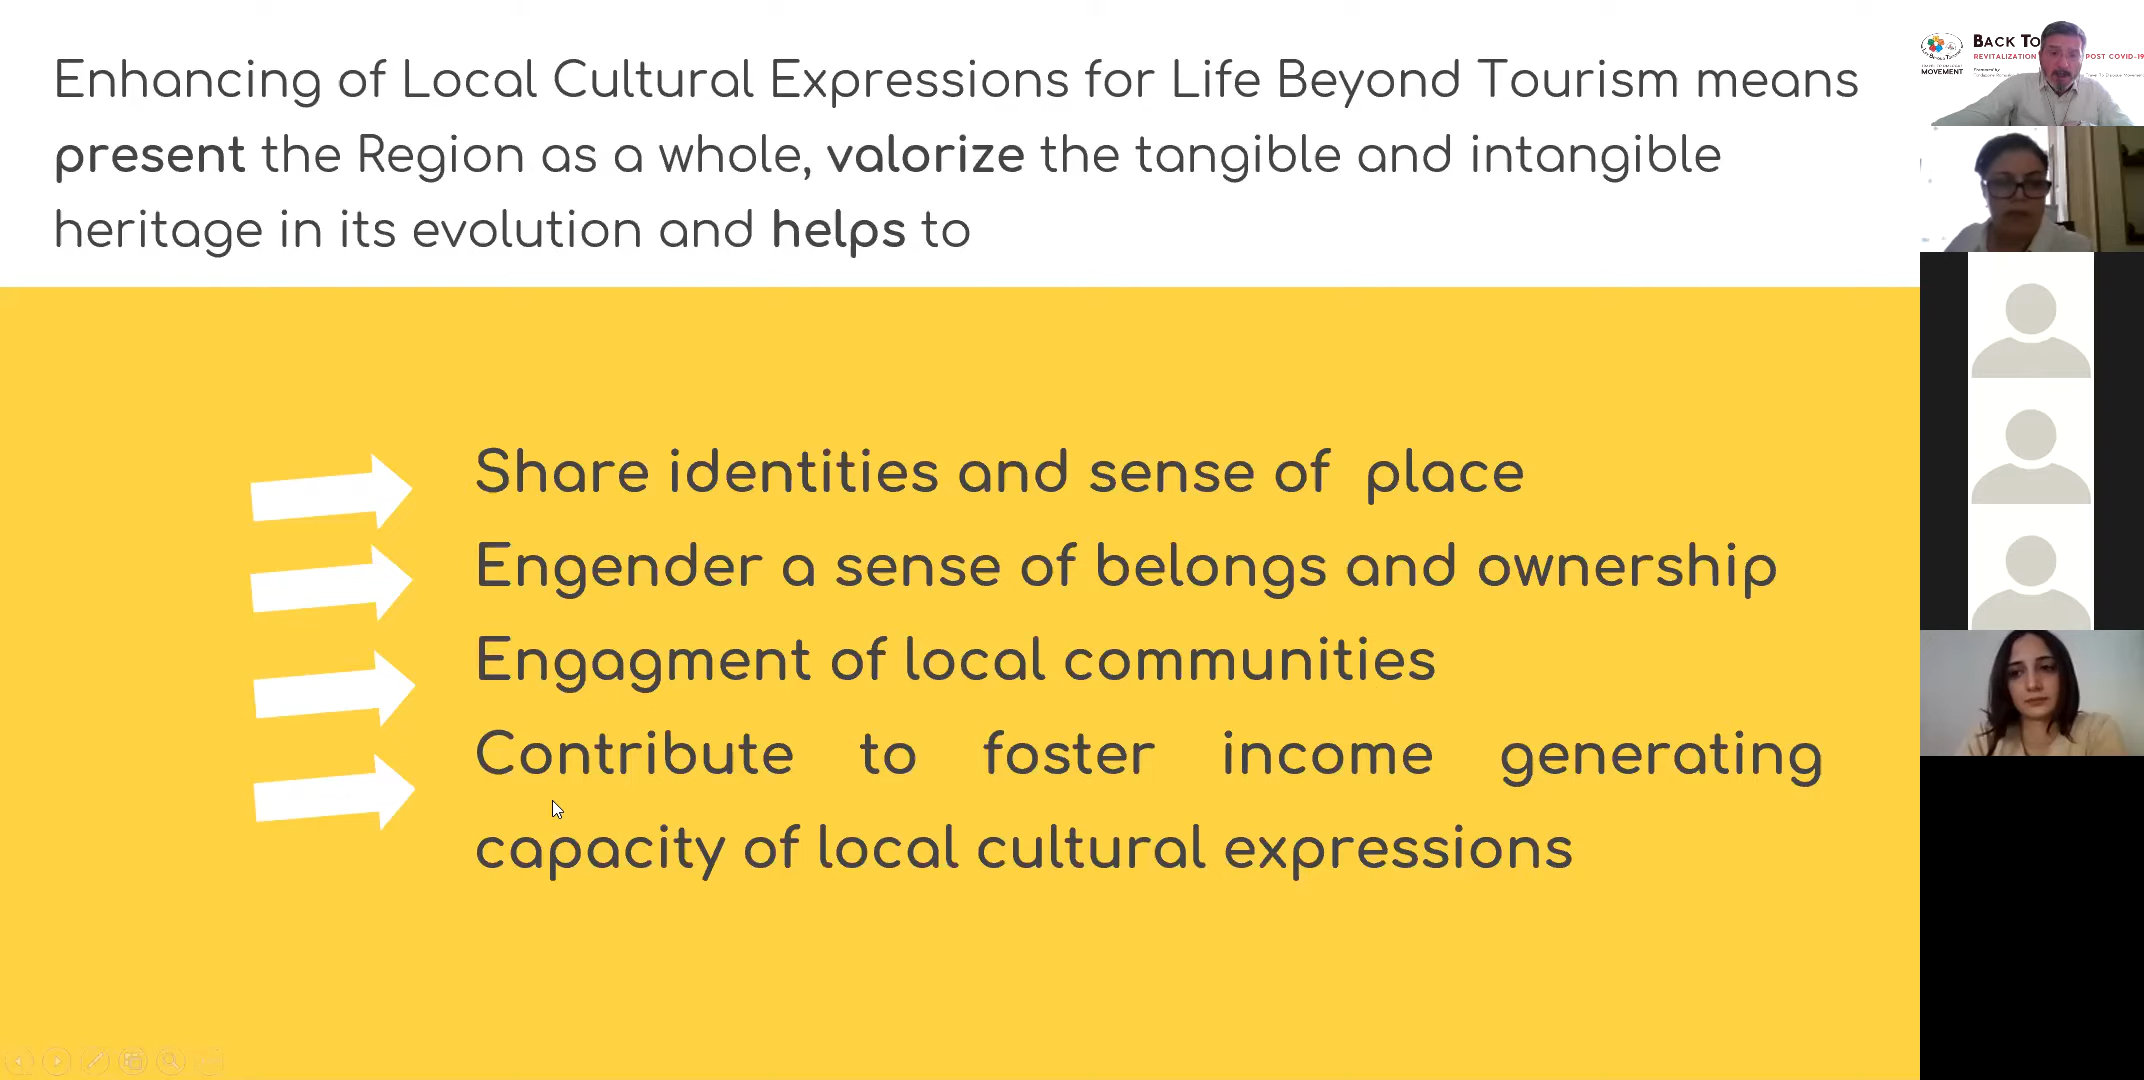 Enhancing of Local Cultural Expressions for Life Beyond Tourism means
present the Region as a whole, valorize the tangible and intangible
heritage in its evolution and helps to
Share identities and sense of  place
Engender a sense of belongs and ownership
Engagment of local communities
Contribute to foster income generating
capacity of local cultural expressions
BACK TO
REVITALIZATION POST COVID-19
MOVEMENT